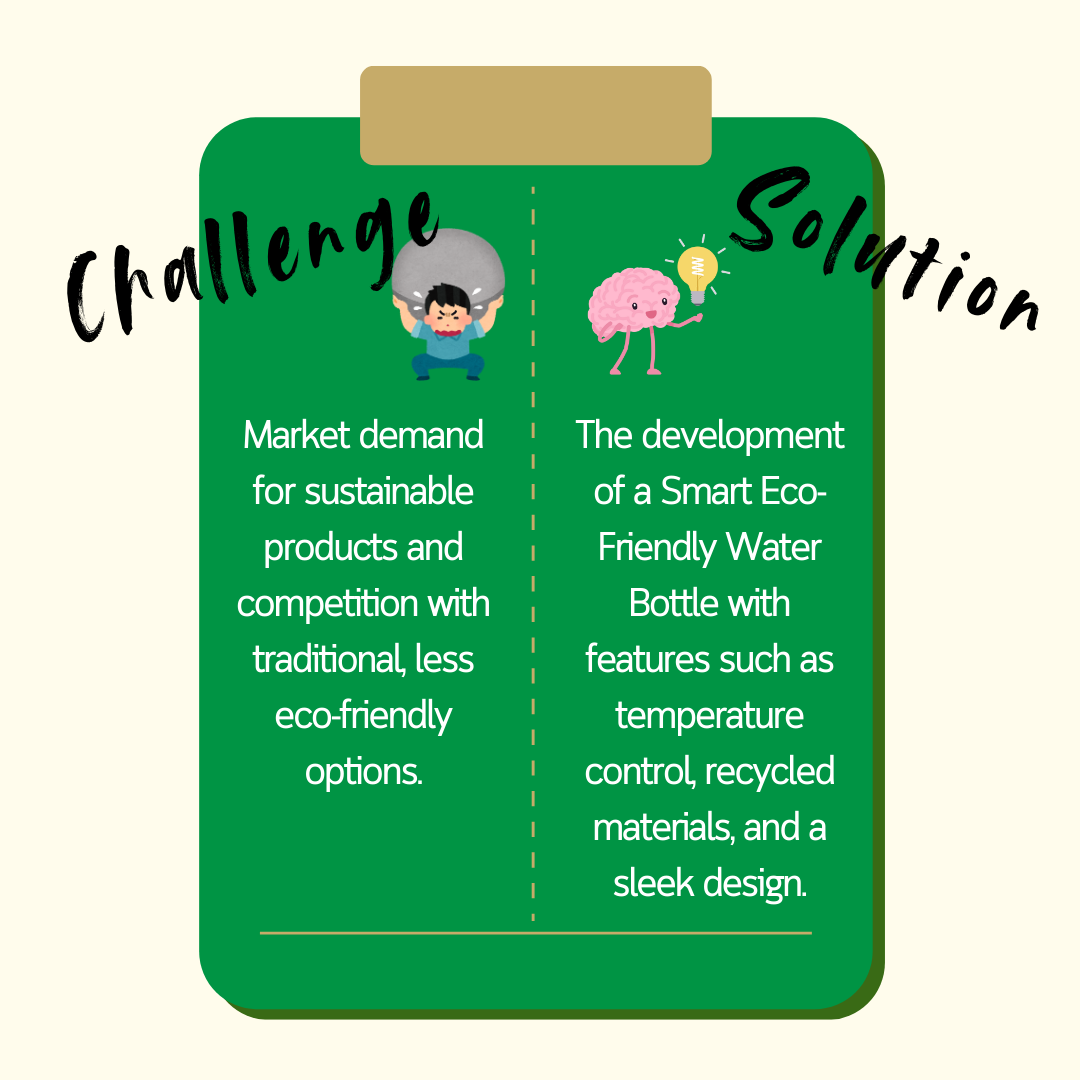 Challenge
Market demand
for sustainable
products and
competition with
traditional, less
eco-friendly
options.
Solution
The development
of a Smart Eco-
Friendly Water
Bottle with
features such as
temperature
control, recycled
materials, and a
sleek design.